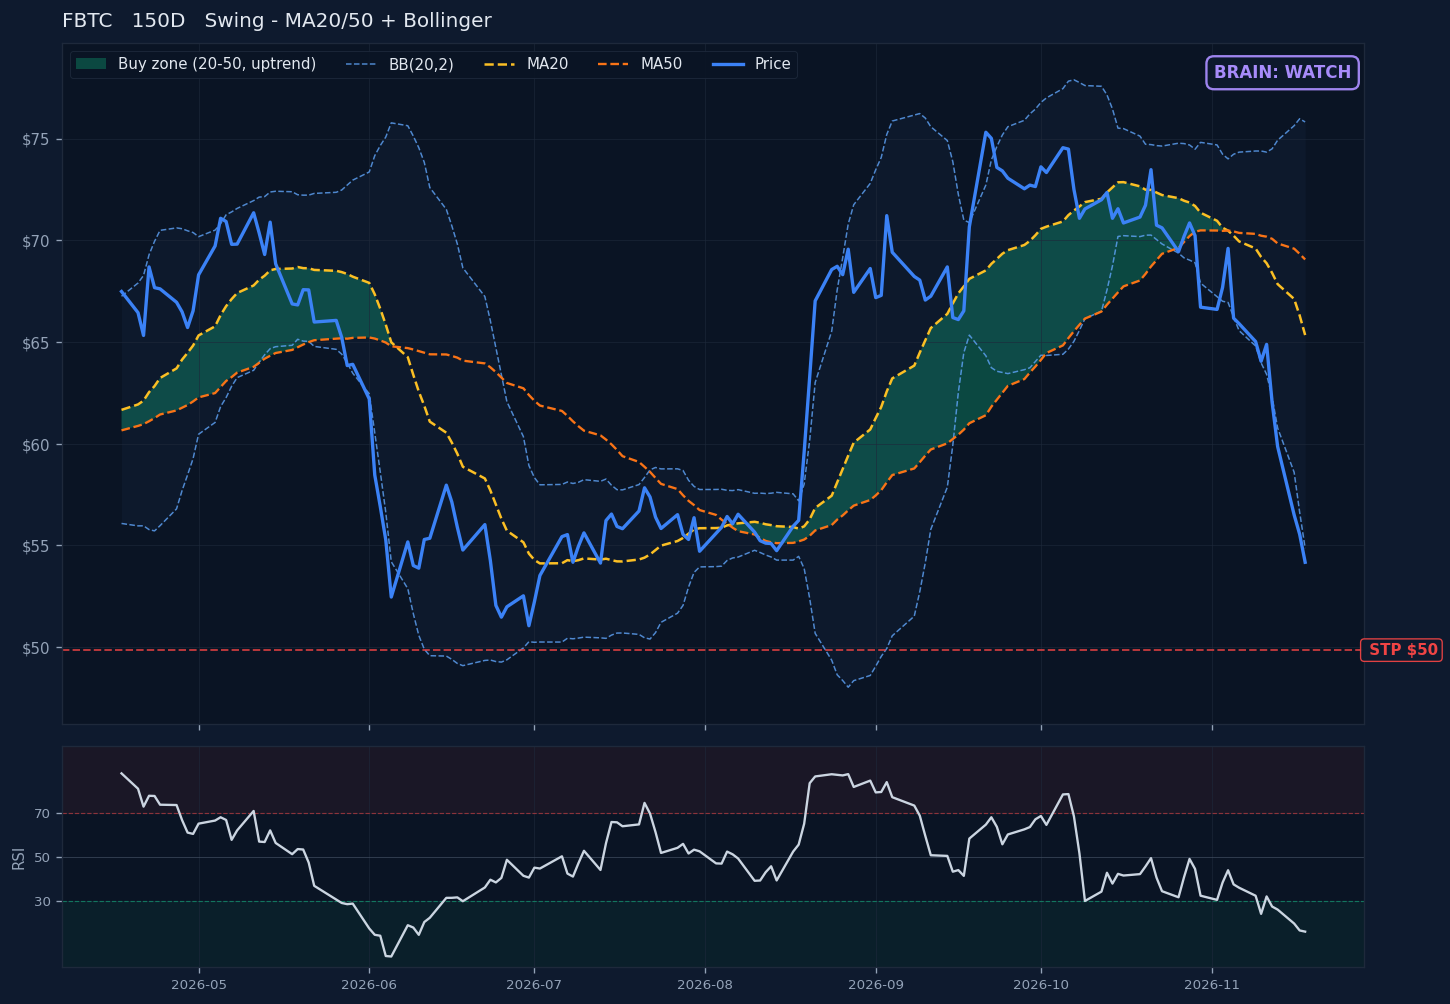 FBTC   150D   Swing - MA20/50 + Bollinger
Buy zone (20-50, uptrend)   BB(20,2)   MA20   MA50   Price
BRAIN: WATCH
$75
$70
$65
$60
$55
$50
STP $50
70
50
30
RSI
2026-05   2026-06   2026-07   2026-08   2026-09   2026-10   2026-11